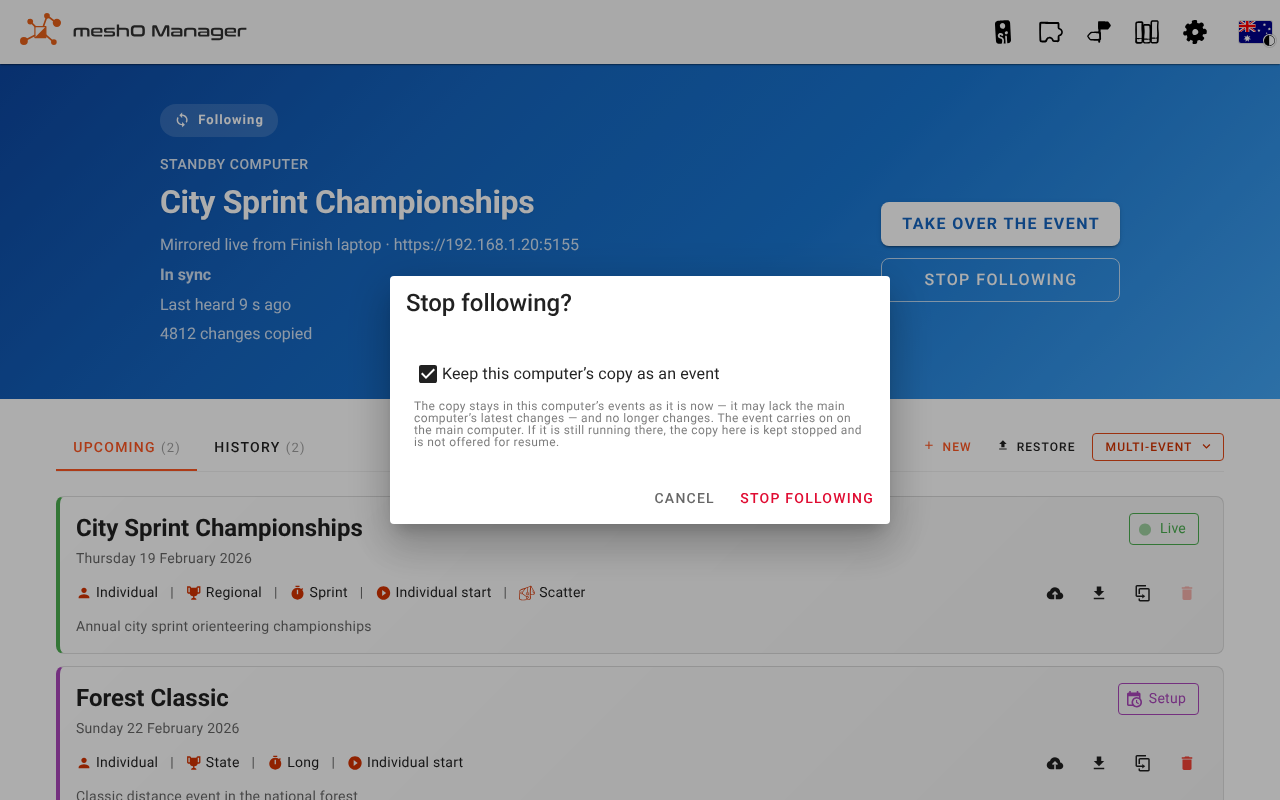 meshO Manager
Following
STANDBY COMPUTER
City Sprint Championships
Mirrored live from Finish laptop · https://192.168.1.20:5155
In sync
Last heard 9 s ago
4812 changes copied
TAKE OVER THE EVENT
STOP FOLLOWING
Stop following?
Keep this computer’s copy as an event
The copy stays in this computer’s events as it is now — it may lack the main
computer’s latest changes — and no longer changes. The event carries on on
the main computer. If it is still running there, the copy here is kept stopped and
is not offered for resume.
CANCEL
STOP FOLLOWING
UPCOMING (2)
HISTORY (2)
+ NEW
RESTORE
MULTI-EVENT
City Sprint Championships
Live
Thursday 19 February 2026
Individual | Regional | Sprint | Individual start | Scatter
Annual city sprint orienteering championships
Forest Classic
Setup
Sunday 22 February 2026
Individual | State | Long | Individual start
Classic distance event in the national forest